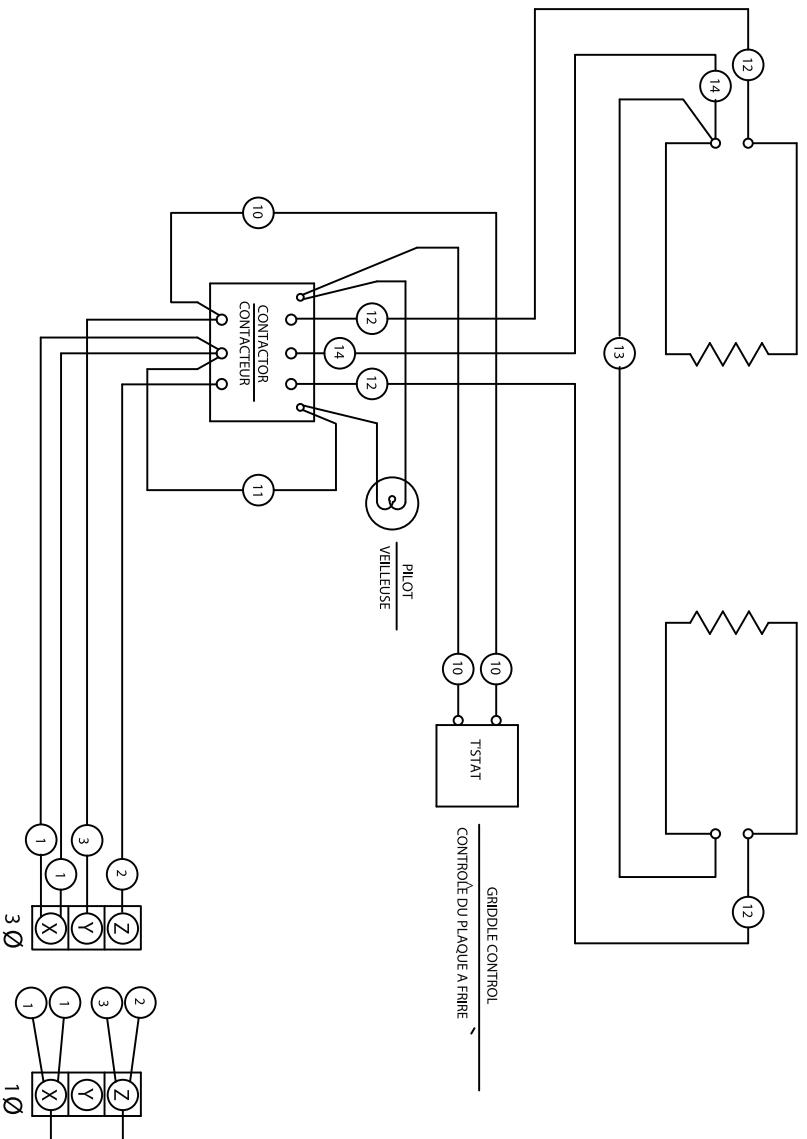 12
12
14
13
10
10
GRIDDLE CONTROL
CONTRÔLE DU PLAQUE À FRIRE
T'STAT
PILOT
VEILLEUSE
12
14
12
10
CONTACTOR
CONTACTEUR
11
2
Z
3
Y
1
1
X
3 Ø
2
3
Z
Y
1
1
X
1 Ø